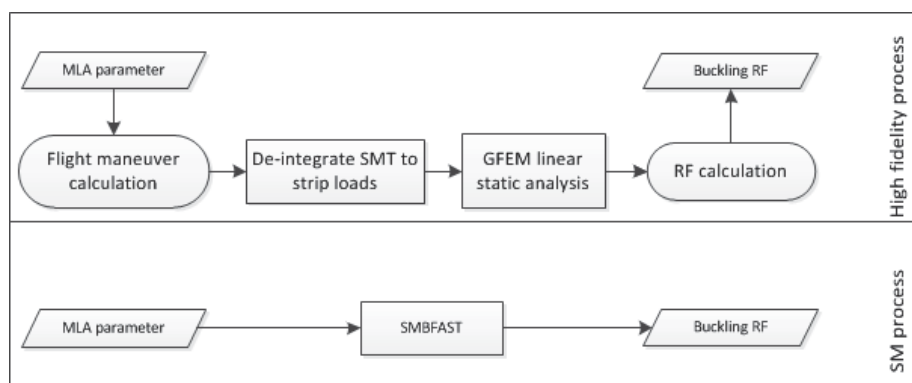 MLA parameter
Buckling RF
Flight maneuver
calculation
De-integrate SMT to
strip loads
GFEM linear
static analysis
RF calculation
High fidelity process
MLA parameter
SMBFAST
Buckling RF
SM process